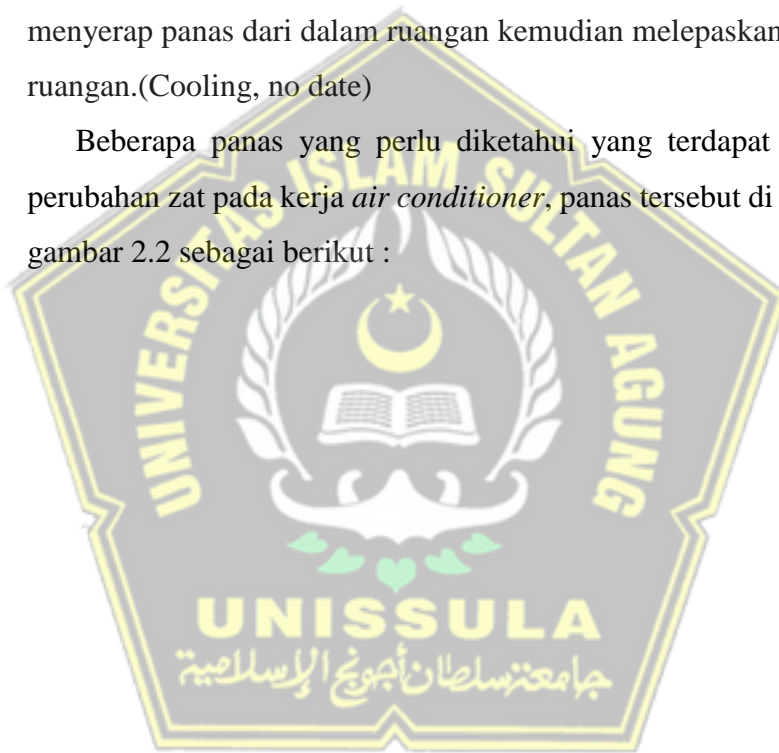 menyerap panas dari dalam ruangan kemudian melepaskan
ruangan.(Cooling, no date)
Beberapa panas yang perlu diketahui yang terdapat
perubahan zat pada kerja air conditioner, panas tersebut di
gambar 2.2 sebagai berikut :
UNIVERSITAS ISLAM SULTAN AGUNG
UNISSULA
جامعتنسلطان أجونج الإسلامية